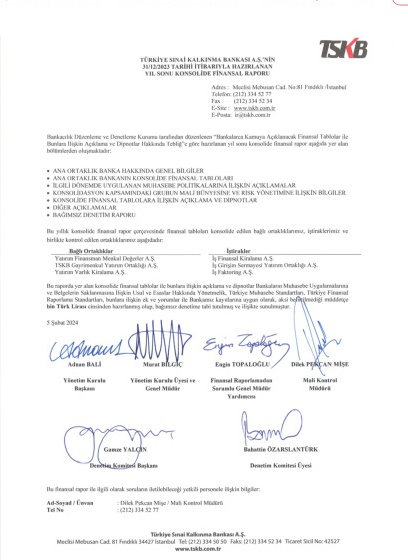 TSKB
TÜRKİYE SINAİ KALKINMA BANKASI A.Ş.'NİN
31/12/2023 TARİHİ İTİBARIYLA HAZIRLANAN
YIL SONU KONSOLİDE FİNANSAL RAPORU
Adres : Meclisi Mebusan Cad. No:81 Fındıklı /İstanbul
Telefon: (212) 334 52 77
Fax : (212) 334 52 34
E-Site : www.tskb.com.tr
E-Posta : ir@tskb.com.tr
Bankacılık Düzenleme ve Denetleme Kurumu tarafından düzenlenen "Bankalarca Kamuya Açıklanacak Finansal Tablolar ile
Bunlara İlişkin Açıklama ve Dipnotlar Hakkında Tebliğ"e göre hazırlanan yıl sonu konsolide finansal rapor aşağıda yer alan
bölümlerden oluşmaktadır:
• ANA ORTAKLIK BANKA HAKKINDA GENEL BİLGİLER
• ANA ORTAKLIK BANKANIN KONSOLİDE FİNANSAL TABLOLARI
• İLGİLİ DÖNEMDE UYGULANAN MUHASEBE POLİTİKALARINA İLİŞKİN AÇIKLAMALAR
• KONSOLİDASYON KAPSAMINDAKİ GRUBUN MALİ BÜNYESİNE VE RİSK YÖNETİMİNE İLİŞKİN BİLGİLER
• KONSOLİDE FİNANSAL TABLOLARA İLİŞKİN AÇIKLAMA VE DİPNOTLAR
• DİĞER AÇIKLAMALAR
• BAĞIMSIZ DENETİM RAPORU
Bu yıllık konsolide finansal rapor çerçevesinde finansal tabloları konsolide edilen bağlı ortaklıklarımız, iştiraklerimiz ve
birlikte kontrol edilen ortaklıklarımız aşağıdadır:
Bağlı Ortaklıklar İştirakler
Yatırım Finansman Menkul Değerler A.Ş. İş Finansal Kiralama A.Ş.
TSKB Gayrimenkul Yatırım Ortaklığı A.Ş. İş Girişim Sermayesi Yatırım Ortaklığı A.Ş.
Yatırım Varlık Kiralama A.Ş. İş Faktoring A.Ş.
Bu raporda yer alan konsolide finansal tablolar ile bunlara ilişkin açıklama ve dipnotlar Bankaların Muhasebe Uygulamalarına
ve Belgelerin Saklanmasına İlişkin Usul ve Esaslar Hakkında Yönetmelik, Türkiye Muhasebe Standartları, Türkiye Finansal
Raporlama Standartları, bunlara ilişkin ek ve yorumlar ile Bankamız kayıtlarına uygun olarak, aksi belirtilmediği müddetçe
bin Türk Lirası cinsinden hazırlanmış olup, bağımsız denetime tabi tutulmuş ve ilişikte sunulmuştur.
5 Şubat 2024
Adnan BALİ Murat BİLGİÇ Engin TOPALOĞLU Dilek PEKCAN MİŞE
Yönetim Kurulu Yönetim Kurulu Üyesi ve Finansal Raporlamadan Mali Kontrol
Başkanı Genel Müdür Sorumlu Genel Müdür Müdürü
Yardımcısı
Gamze YALÇIN Bahattin ÖZARSLANTÜRK
Denetim Komitesi Başkanı Denetim Komitesi Üyesi
Bu finansal rapor ile ilgili olarak soruların iletilebileceği yetkili personele ilişkin bilgiler:
Ad-Soyad / Ünvan : Dilek Pekcan Mişe / Mali Kontrol Müdürü
Tel No : (212) 334 52 77
Türkiye Sınai Kalkınma Bankası A.Ş.
Meclisi Mebusan Cad. 81 Fındıklı 34427 İstanbul Tel: (212) 334 50 50 Faks: (212) 334 52 34 Ticaret Sicil No: 42527
www.tskb.com.tr